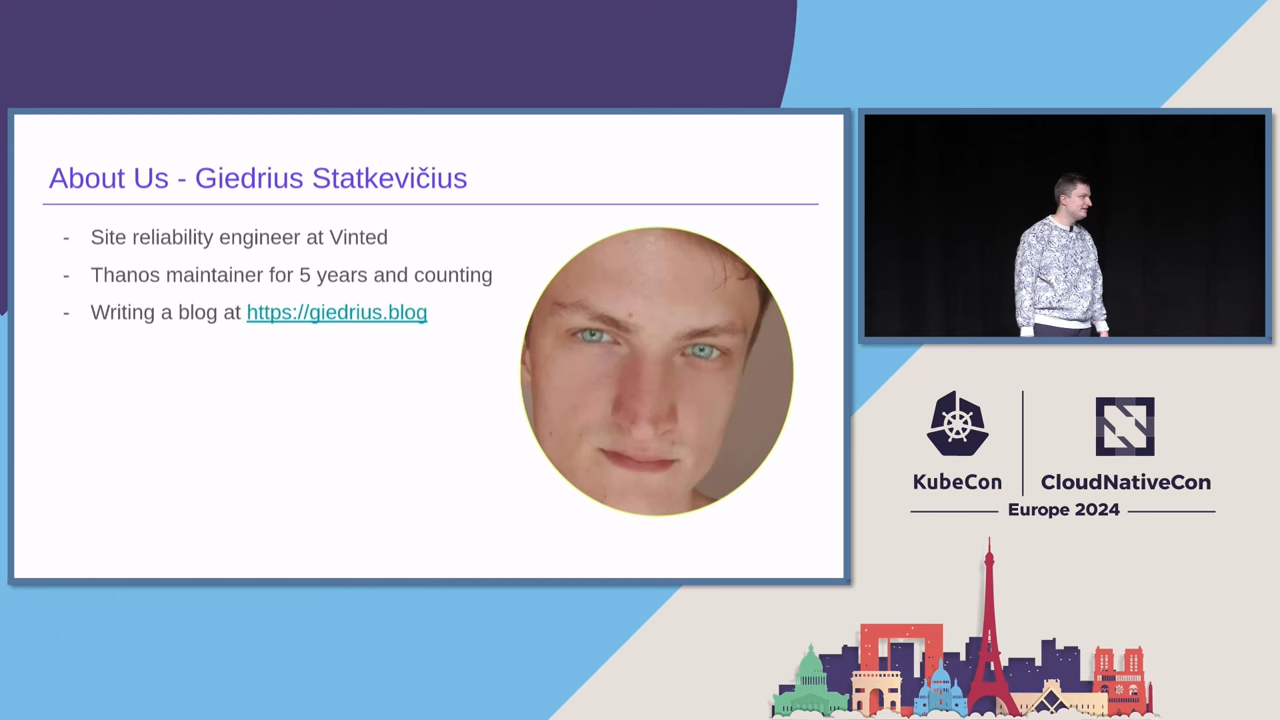 About Us - Giedrius Statkevičius
- Site reliability engineer at Vinted
- Thanos maintainer for 5 years and counting
- Writing a blog at https://giedrius.blog
KubeCon
CloudNativeCon
Europe 2024